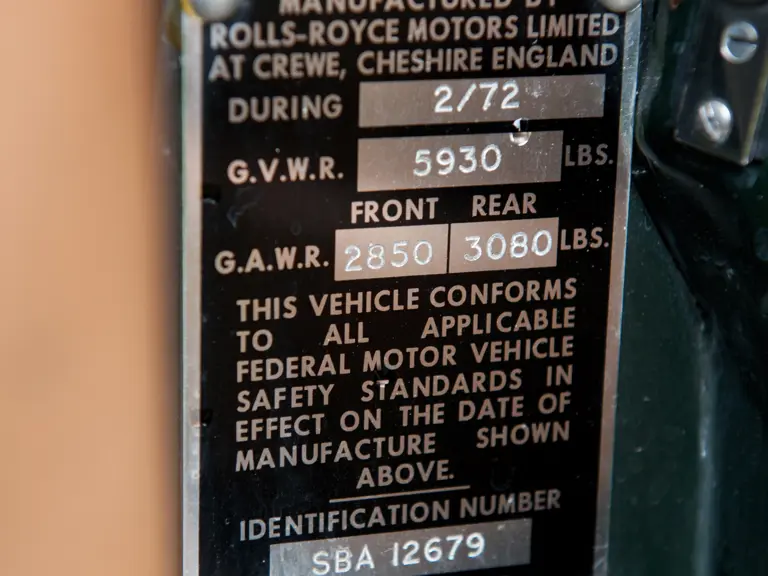 MANUFACTURED BY
ROLLS-ROYCE MOTORS LIMITED
AT CREWE, CHESHIRE ENGLAND
DURING 2/72
G.V.W.R. 5930 LBS.
FRONT REAR
G.A.W.R. 2850 3080 LBS.
THIS VEHICLE CONFORMS
TO ALL APPLICABLE
FEDERAL MOTOR VEHICLE
SAFETY STANDARDS IN
EFFECT ON THE DATE OF
MANUFACTURE SHOWN
ABOVE.
IDENTIFICATION NUMBER
SBA 12679